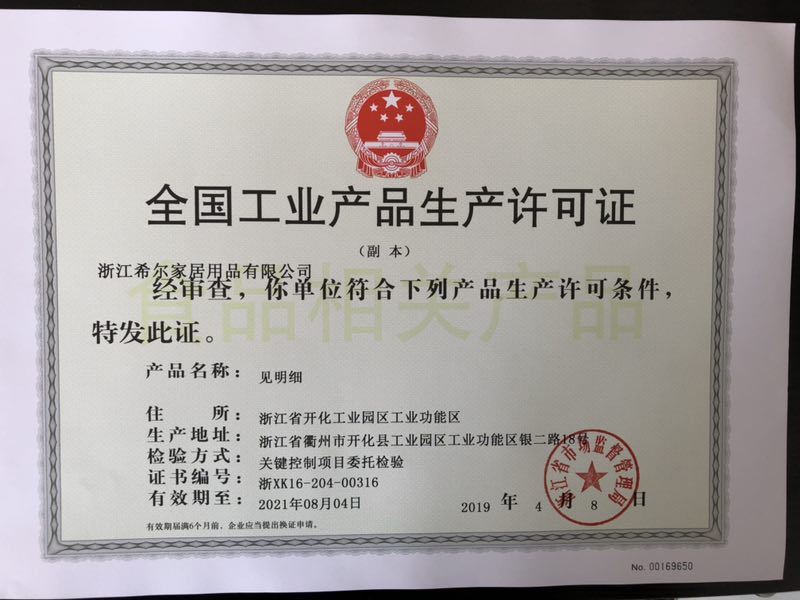 全国工业产品生产许可证
（副 本）
浙江希尔家居用品有限公司
经审查，你单位符合下列产品生产许可条件，
特发此证。
食品相关产品
产品名称： 见明细
住 所： 浙江省开化工业园区工业功能区
生产地址： 浙江省衢州市开化县工业园区工业功能区银二路18号
检验方式： 关键控制项目委托检验
证书编号： 浙XK16-204-00316
有效期至： 2021年08月04日
2019 年 4 月 8 日
浙江省市场监督管理局
有效期届满6个月前，企业应当提出换证申请。
No. 00169650